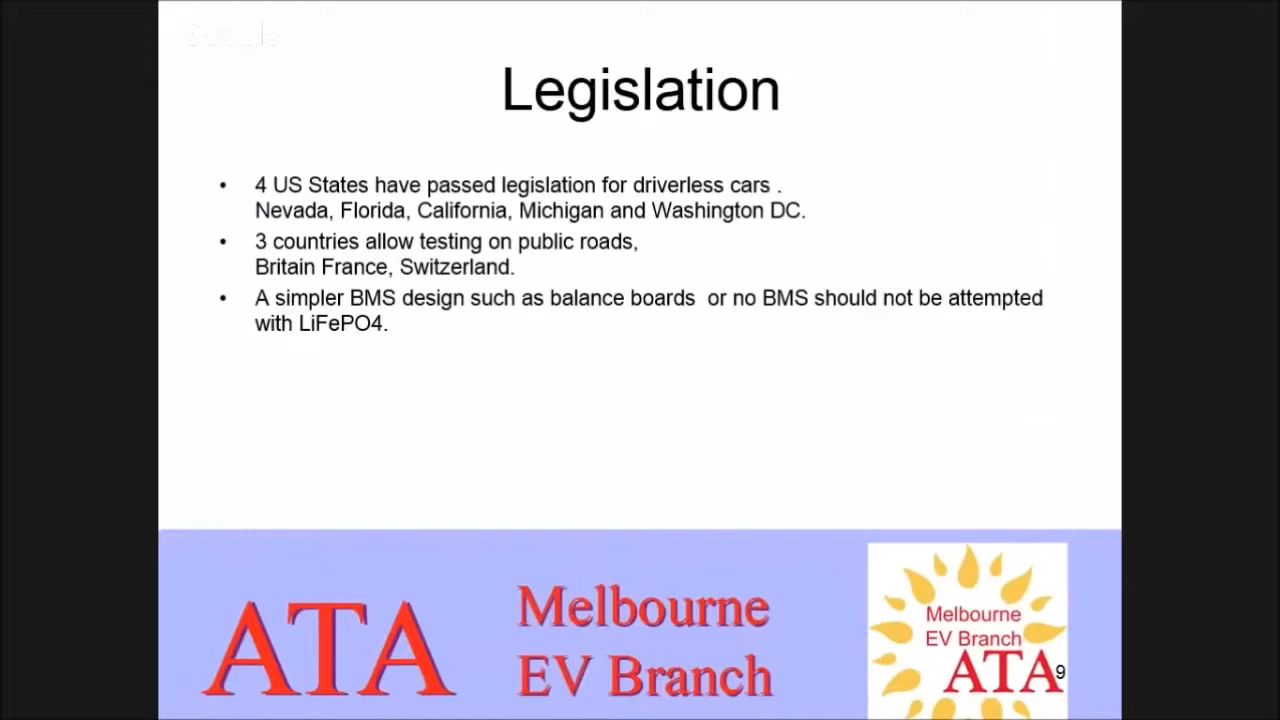 Legislation
• 4 US States have passed legislation for driverless cars .
Nevada, Florida, California, Michigan and Washington DC.
• 3 countries allow testing on public roads,
Britain France, Switzerland.
• A simpler BMS design such as balance boards  or no BMS should not be attempted
with LiFePO4.
ATA
Melbourne
EV Branch
Melbourne
EV Branch
ATA
9